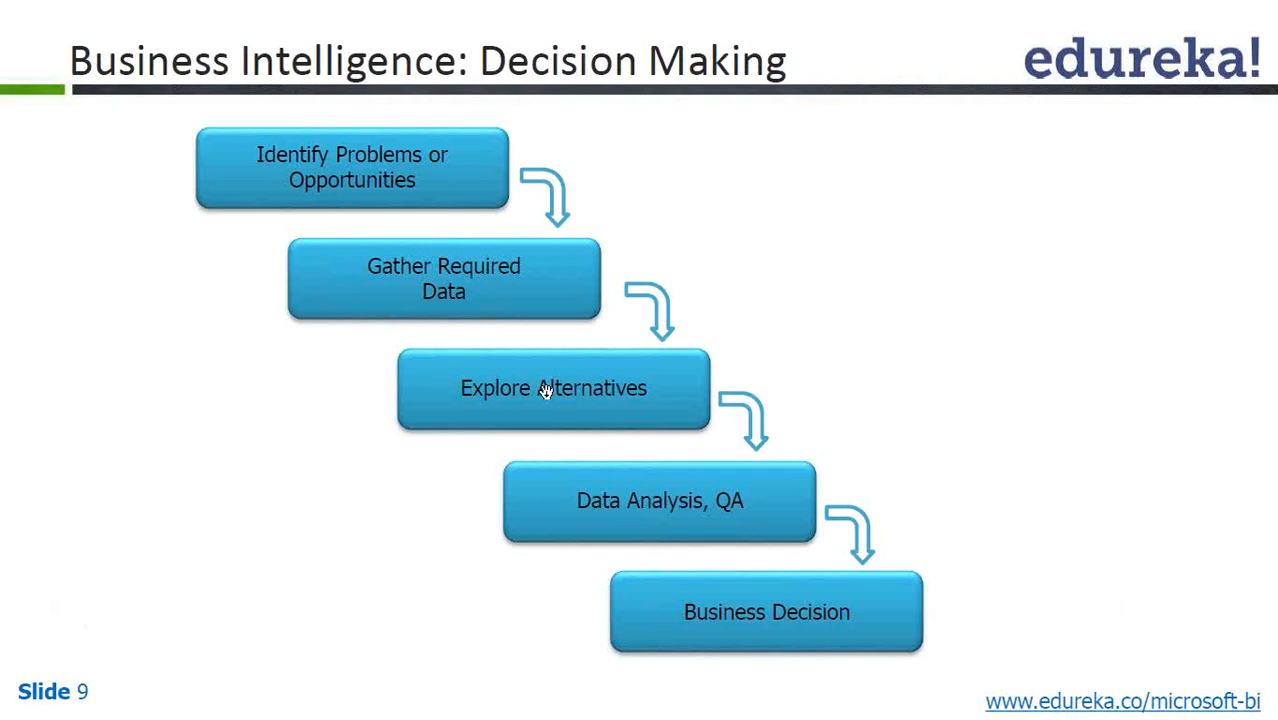 Business Intelligence: Decision Making
edureka!
Identify Problems or
Opportunities
Gather Required
Data
Explore Alternatives
Data Analysis, QA
Business Decision
Slide 9
www.edureka.co/microsoft-bi